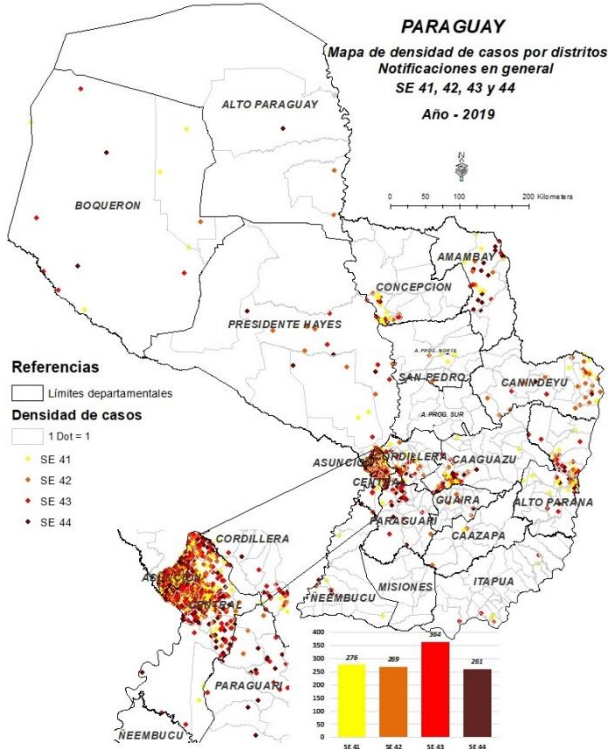 PARAGUAY
Mapa de densidad de casos por distritos
Notificaciones en general
SE 41, 42, 43 y 44
Año - 2019
N
0 50 100 200 Kilometers
ALTO PARAGUAY
BOQUERON
AMAMBAY
CONCEPCION
PRESIDENTE HAYES
A. PROG. NORTE
SAN PEDRO
CANINDEYU
A. PROG. SUR
Referencias
Límites departamentales
Densidad de casos
1 Dot = 1
SE 41
SE 42
SE 43
SE 44
ASUNCION
CORDILLERA
CAAGUAZU
CENTRAL
GUAIRA
ALTO PARANA
PARAGUARI
CAAZAPA
MISIONES
ITAPUA
ÑEEMBUCU
CORDILLERA
ASUNCION
CENTRAL
PARAGUARI
ÑEEMBUCU
400
350
300
250
200
150
100
50
0
276
269
364
261
SE 41 SE 42 SE 43 SE 44